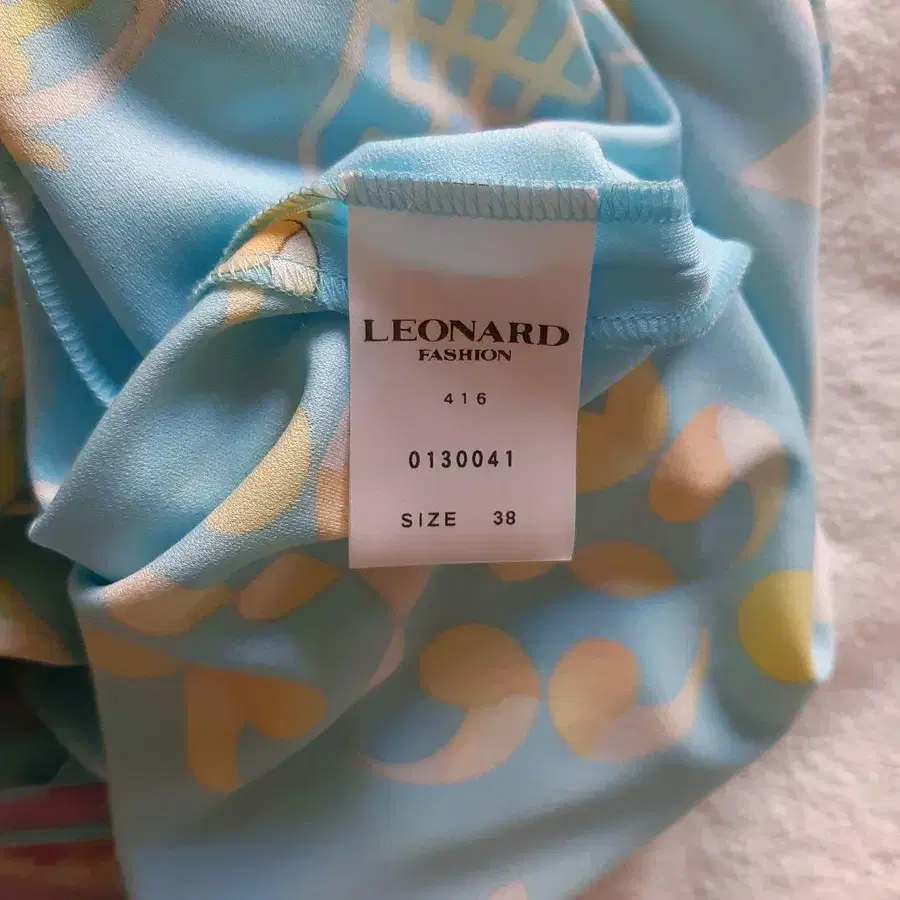 LEONARD
FASHION
416
0130041
SIZE 38